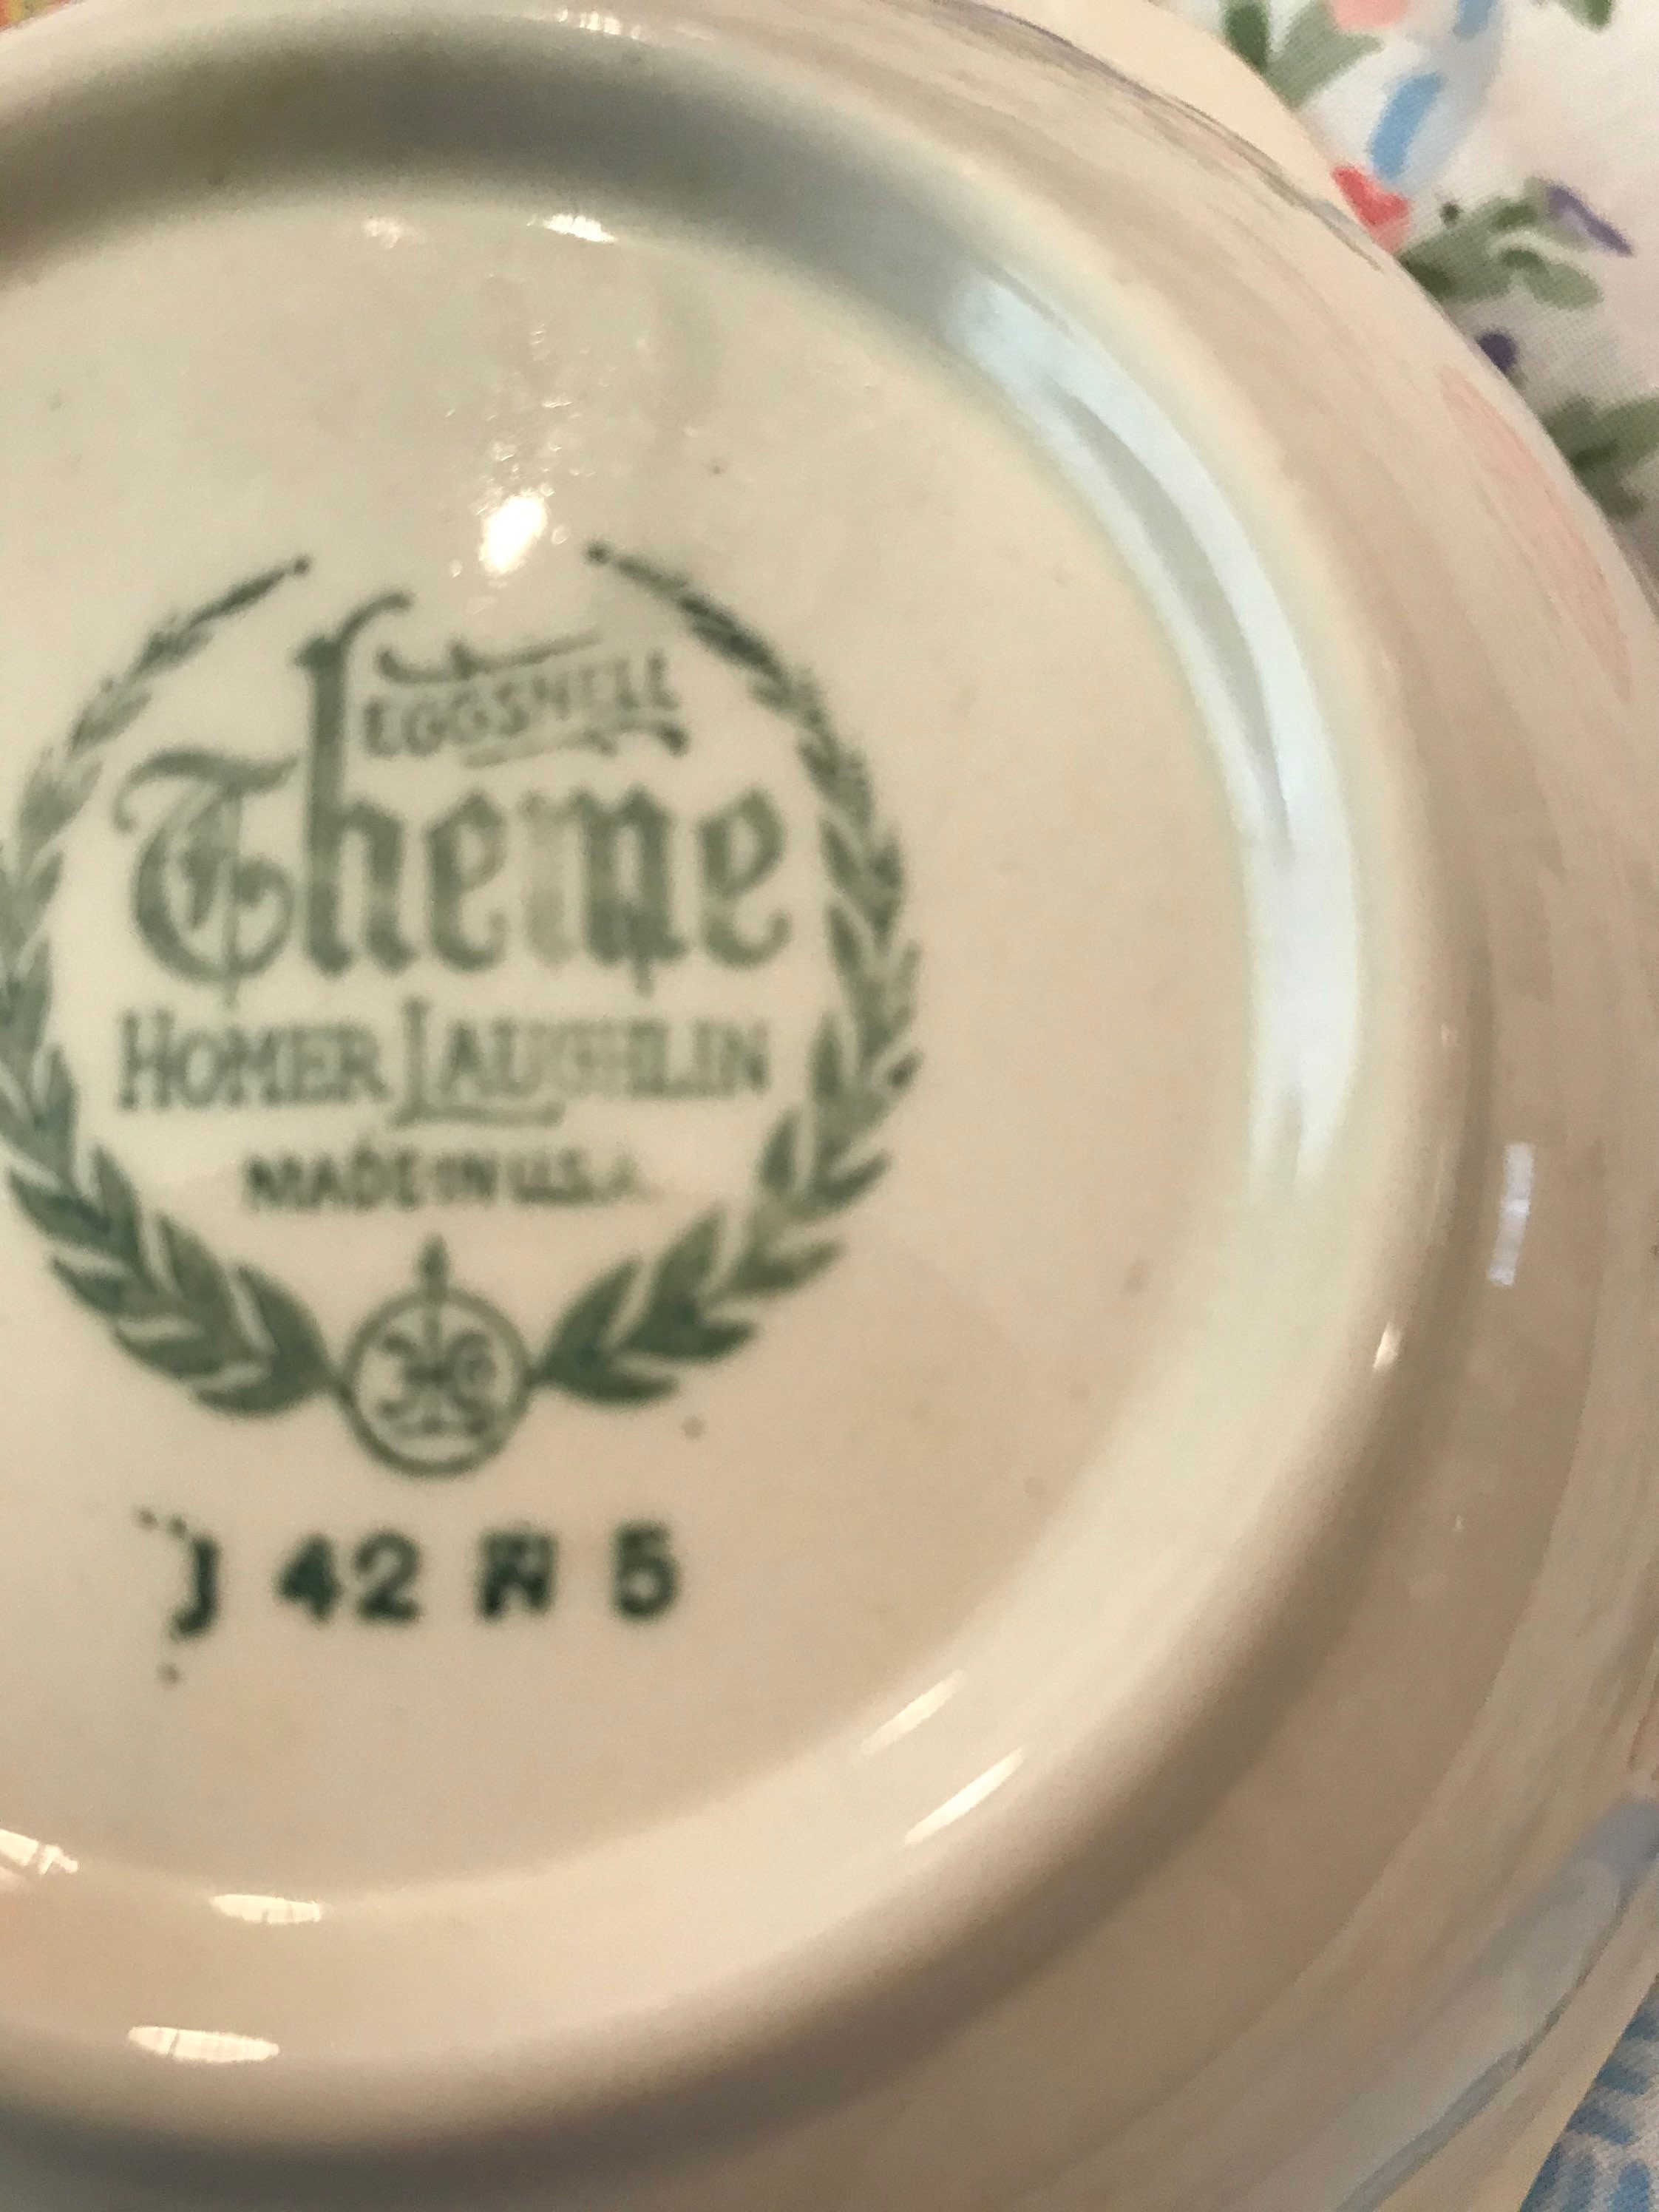 EGGSHELL
Theme
HOMER LAUGHLIN
MADE IN U.S.A.
J 42 N 5